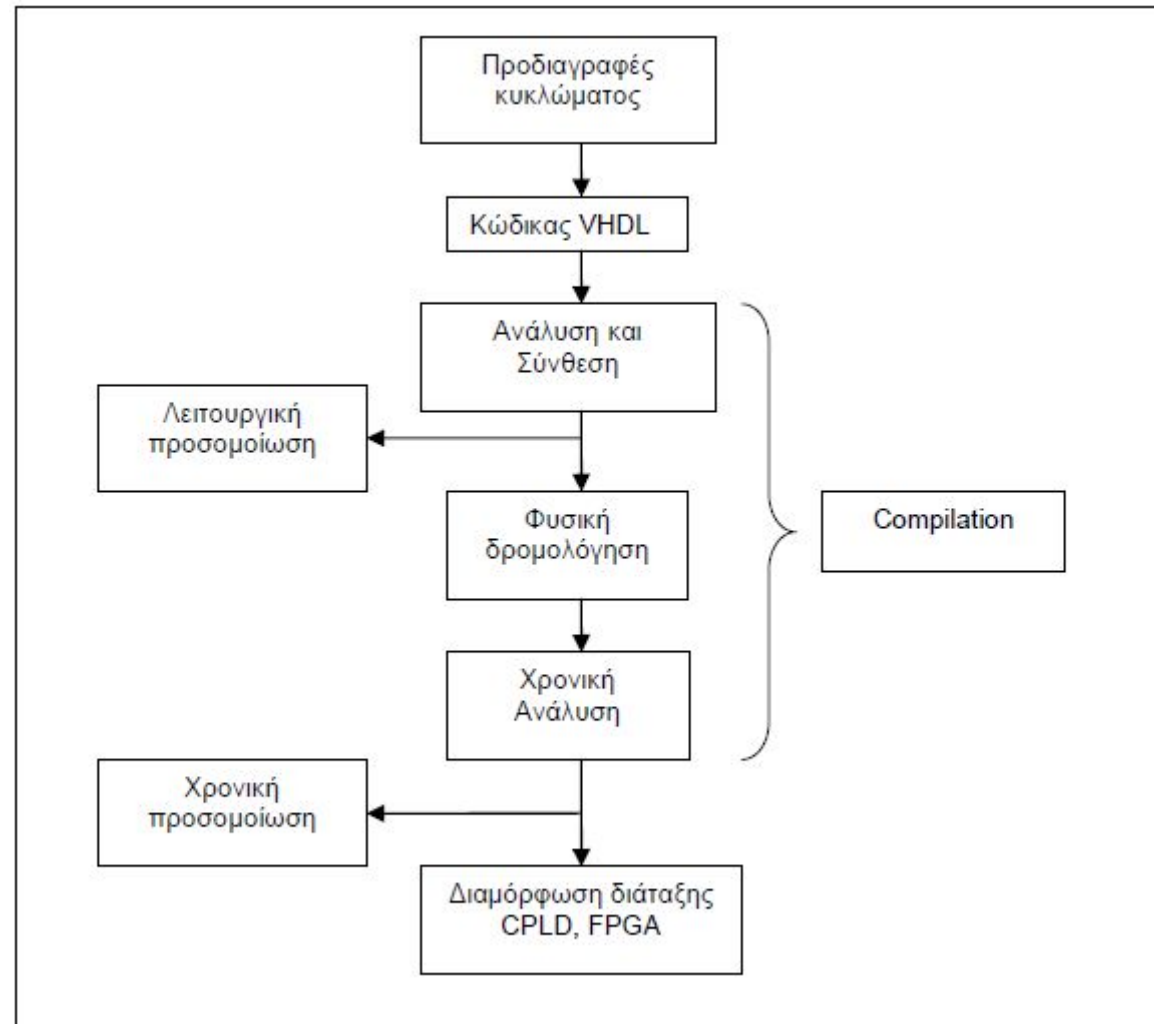 Προδιαγραφές
κυκλώματος
Κώδικας VHDL
Ανάλυση και
Σύνθεση
Λειτουργική
προσομοίωση
Φυσική
δρομολόγηση
Compilation
Χρονική
Ανάλυση
Χρονική
προσομοίωση
Διαμόρφωση διάταξης
CPLD, FPGA